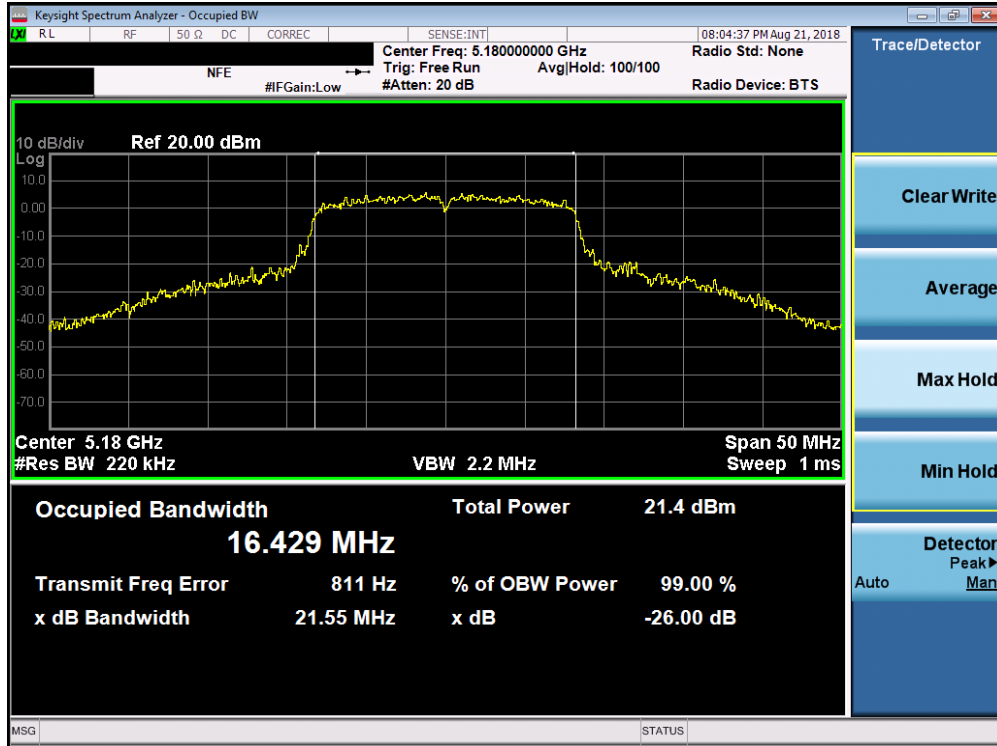 Keysight Spectrum Analyzer - Occupied BW
LXI RL RF 50 Ω DC CORREC SENSE:INT 08:04:37 PM Aug 21, 2018
Center Freq: 5.180000000 GHz Radio Std: None
NFE Trig: Free Run Avg|Hold: 100/100
#IFGain:Low #Atten: 20 dB Radio Device: BTS
Trace/Detector
10 dB/div Ref 20.00 dBm
Log
10.0
0.00
-10.0
-20.0
-30.0
-40.0
-50.0
-60.0
-70.0
Center 5.18 GHz Span 50 MHz
#Res BW 220 kHz VBW 2.2 MHz Sweep 1 ms
Occupied Bandwidth Total Power 21.4 dBm
16.429 MHz
Transmit Freq Error 811 Hz % of OBW Power 99.00 %
x dB Bandwidth 21.55 MHz x dB -26.00 dB
Clear Write
Average
Max Hold
Min Hold
Detector
Peak▶
Auto Man
MSG STATUS